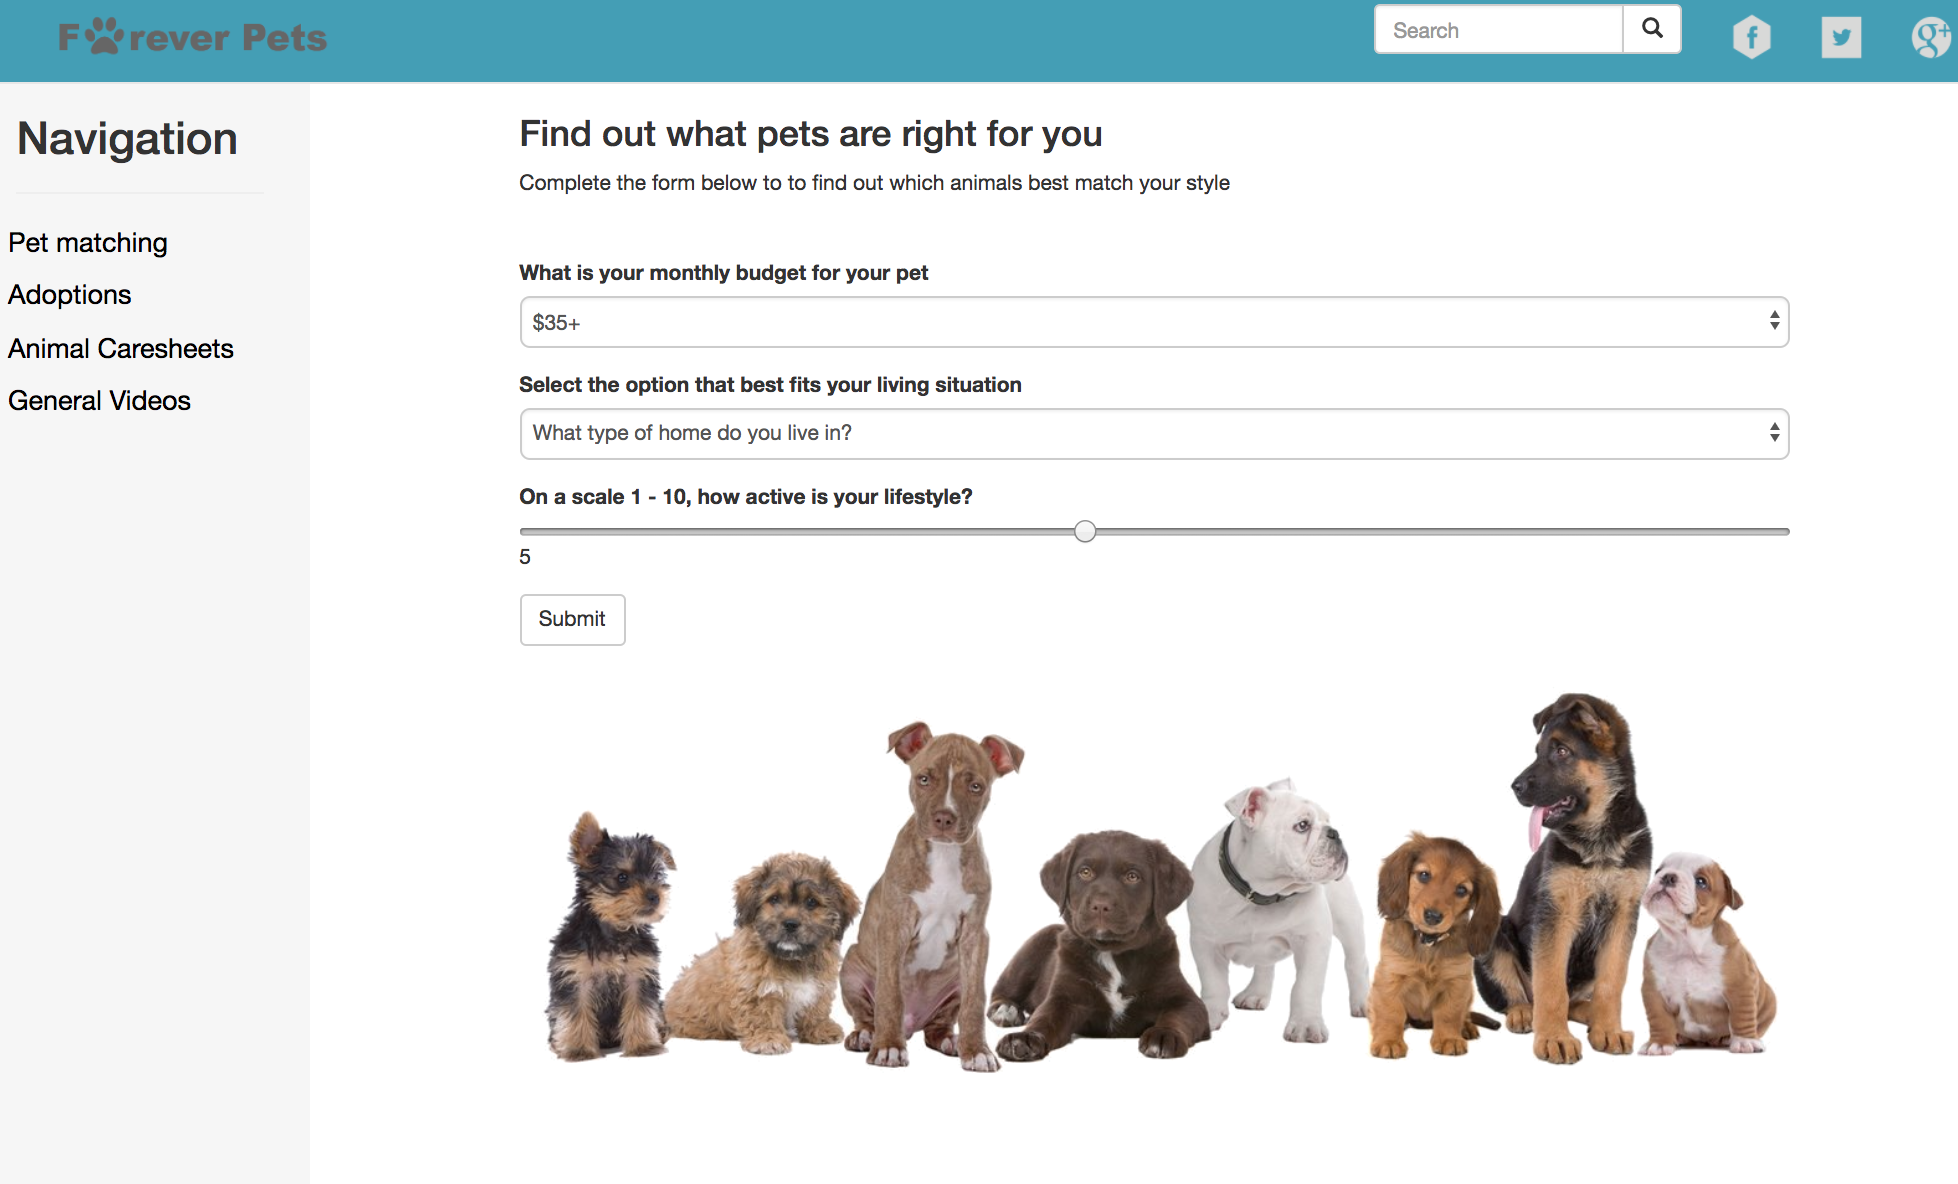 F rever Pets
Search
f
g+
Navigation
Pet matching
Adoptions
Animal Caresheets
General Videos
Find out what pets are right for you
Complete the form below to to find out which animals best match your style
What is your monthly budget for your pet
$35+
Select the option that best fits your living situation
What type of home do you live in?
On a scale 1 - 10, how active is your lifestyle?
5
Submit